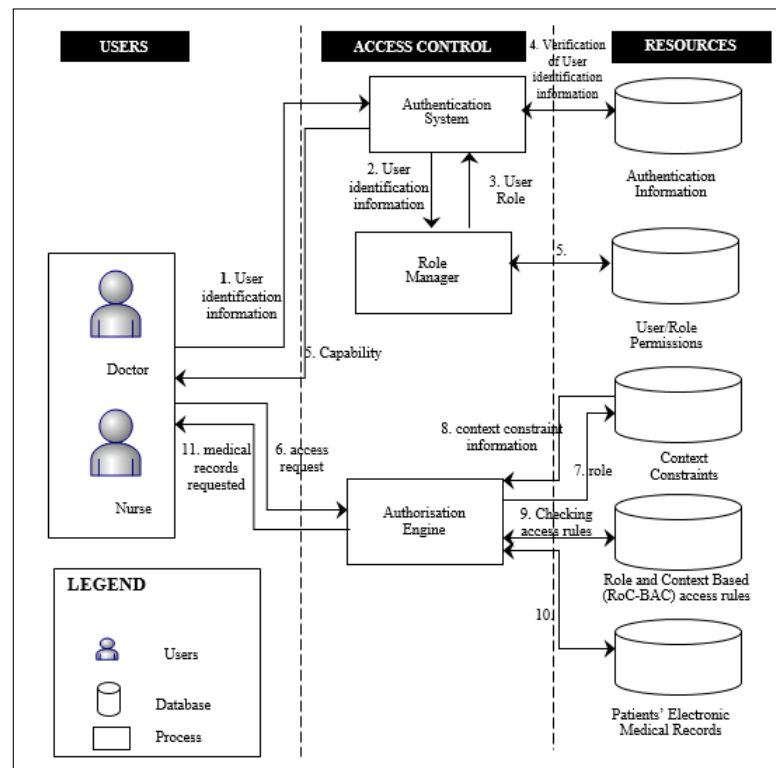 USERS
ACCESS CONTROL
RESOURCES
4. Verification
of User
identification
information
Authentication
System
Authentication
Information
2. User
identification
information
3. User
Role
Role
Manager
5.
User/Role
Permissions
1. User
identification
information
5. Capability
Doctor
Nurse
11. medical
records
requested
6. access
request
8. context constraint
information
7. role
Context
Constraints
Authorisation
Engine
9. Checking
access rules
Role and Context Based
(RoC-BAC) access rules
10.
Patients' Electronic
Medical Records
LEGEND
Users
Database
Process